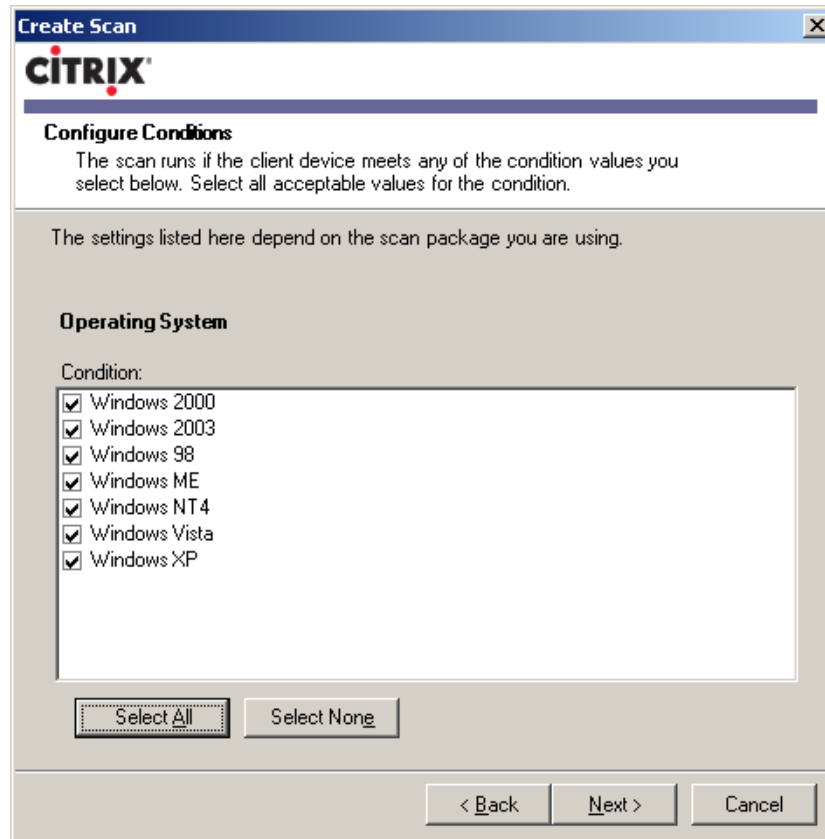 Create Scan
CİTRIX
Configure Conditions
The scan runs if the client device meets any of the condition values you
select below. Select all acceptable values for the condition.
The settings listed here depend on the scan package you are using.
Operating System
Condition:
Windows 2000
Windows 2003
Windows 98
Windows ME
Windows NT4
Windows Vista
Windows XP
Select All
Select None
< Back
Next >
Cancel